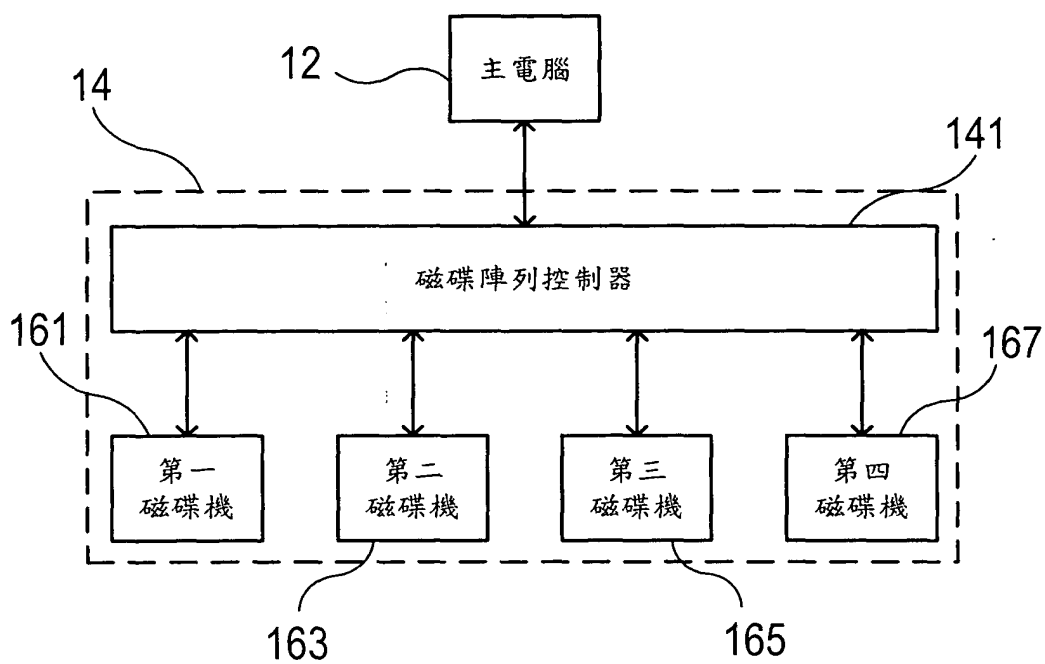 12
主電腦
14
141
磁碟陣列控制器
161
167
第一
磁碟機
第二
磁碟機
第三
磁碟機
第四
磁碟機
163
165